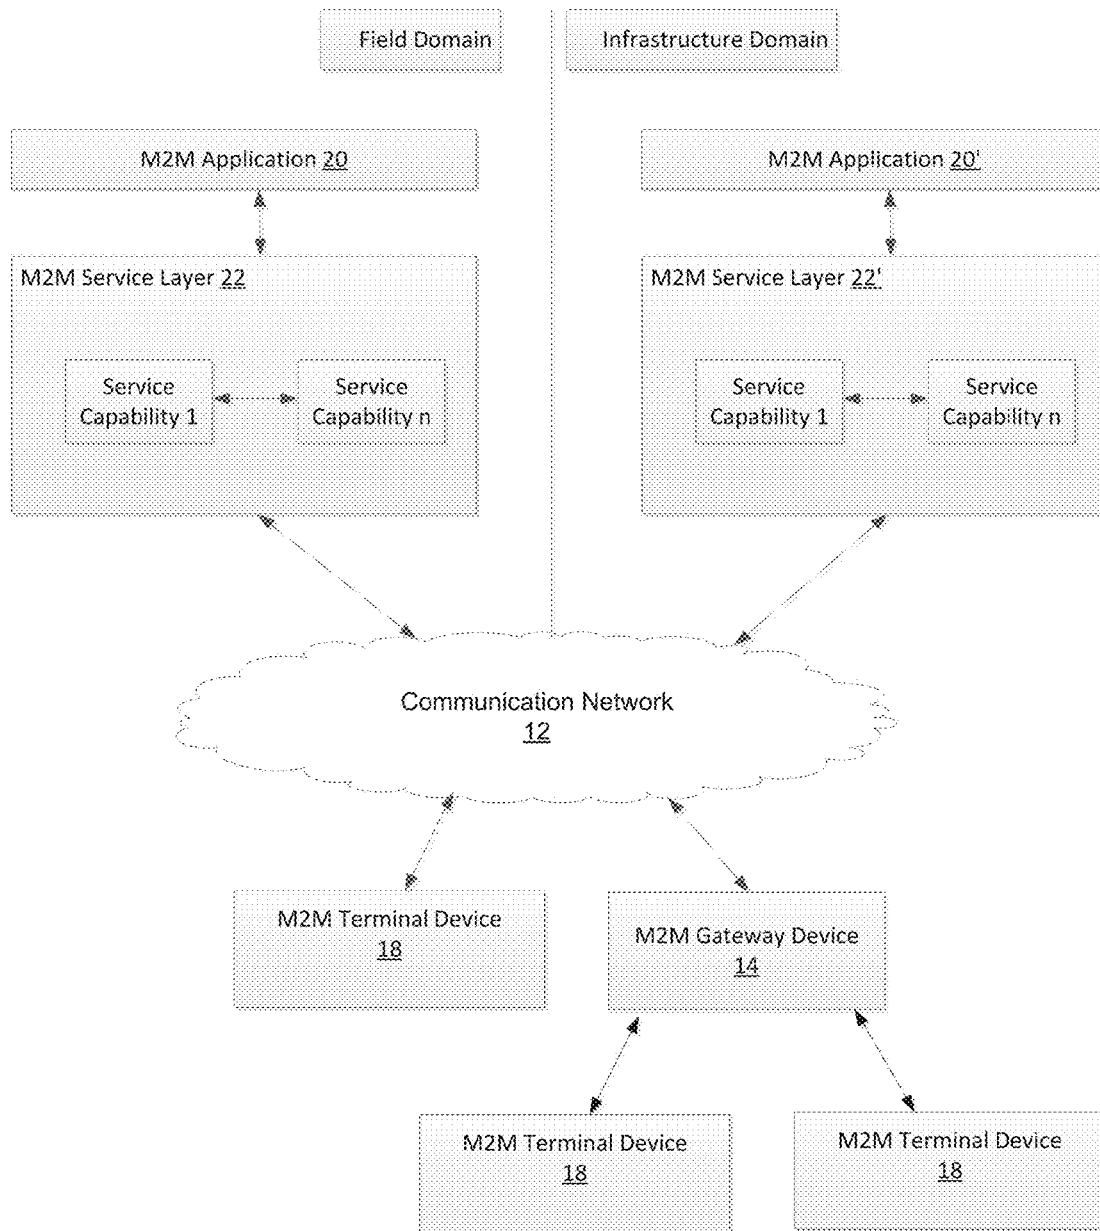 Field Domain
Infrastructure Domain
M2M Application 20
M2M Application 20'
M2M Service Layer 22
M2M Service Layer 22'
Service
Capability 1
Service
Capability n
Service
Capability 1
Service
Capability n
Communication Network
12
M2M Terminal Device
18
M2M Gateway Device
14
M2M Terminal Device
18
M2M Terminal Device
18